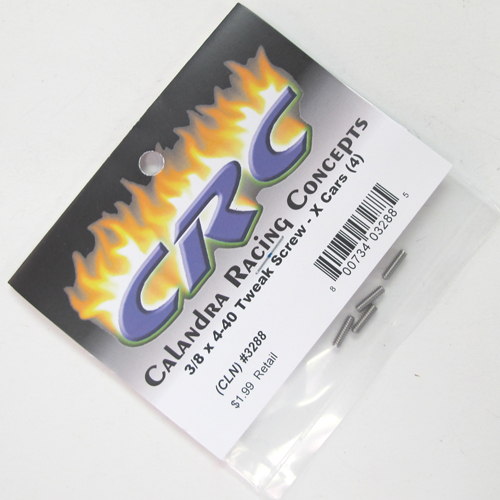 CRC
CALANDRA RACING CONCEPTS
3/8 x 4-40 Tweak Screw - X Cars (4)
(CLN) #3288
$1.99 Retail
8 00734 03288 5